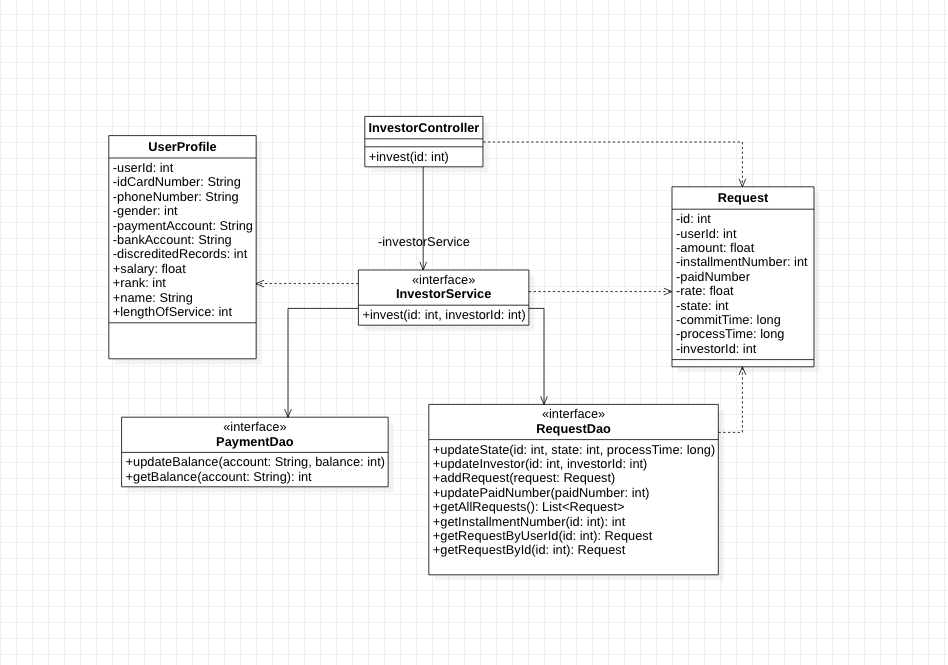 InvestorController
+invest(id: int)
UserProfile
-userId: int
-idCardNumber: String
-phoneNumber: String
-gender: int
-paymentAccount: String
-bankAccount: String
-discreditedRecords: int
+salary: float
+rank: int
+name: String
+lengthOfService: int
Request
-id: int
-userId: int
-amount: float
-installmentNumber: int
-paidNumber
-rate: float
-state: int
-commitTime: long
-processTime: long
-investorId: int
-investorService
«interface»
InvestorService
+invest(id: int, investorId: int)
«interface»
PaymentDao
+updateBalance(account: String, balance: int)
+getBalance(account: String): int
«interface»
RequestDao
+updateState(id: int, state: int, processTime: long)
+updateInvestor(id: int, investorId: int)
+addRequest(request: Request)
+updatePaidNumber(paidNumber: int)
+getAllRequests(): List<Request>
+getInstallmentNumber(id: int): int
+getRequestByUserId(id: int): Request
+getRequestById(id: int): Request